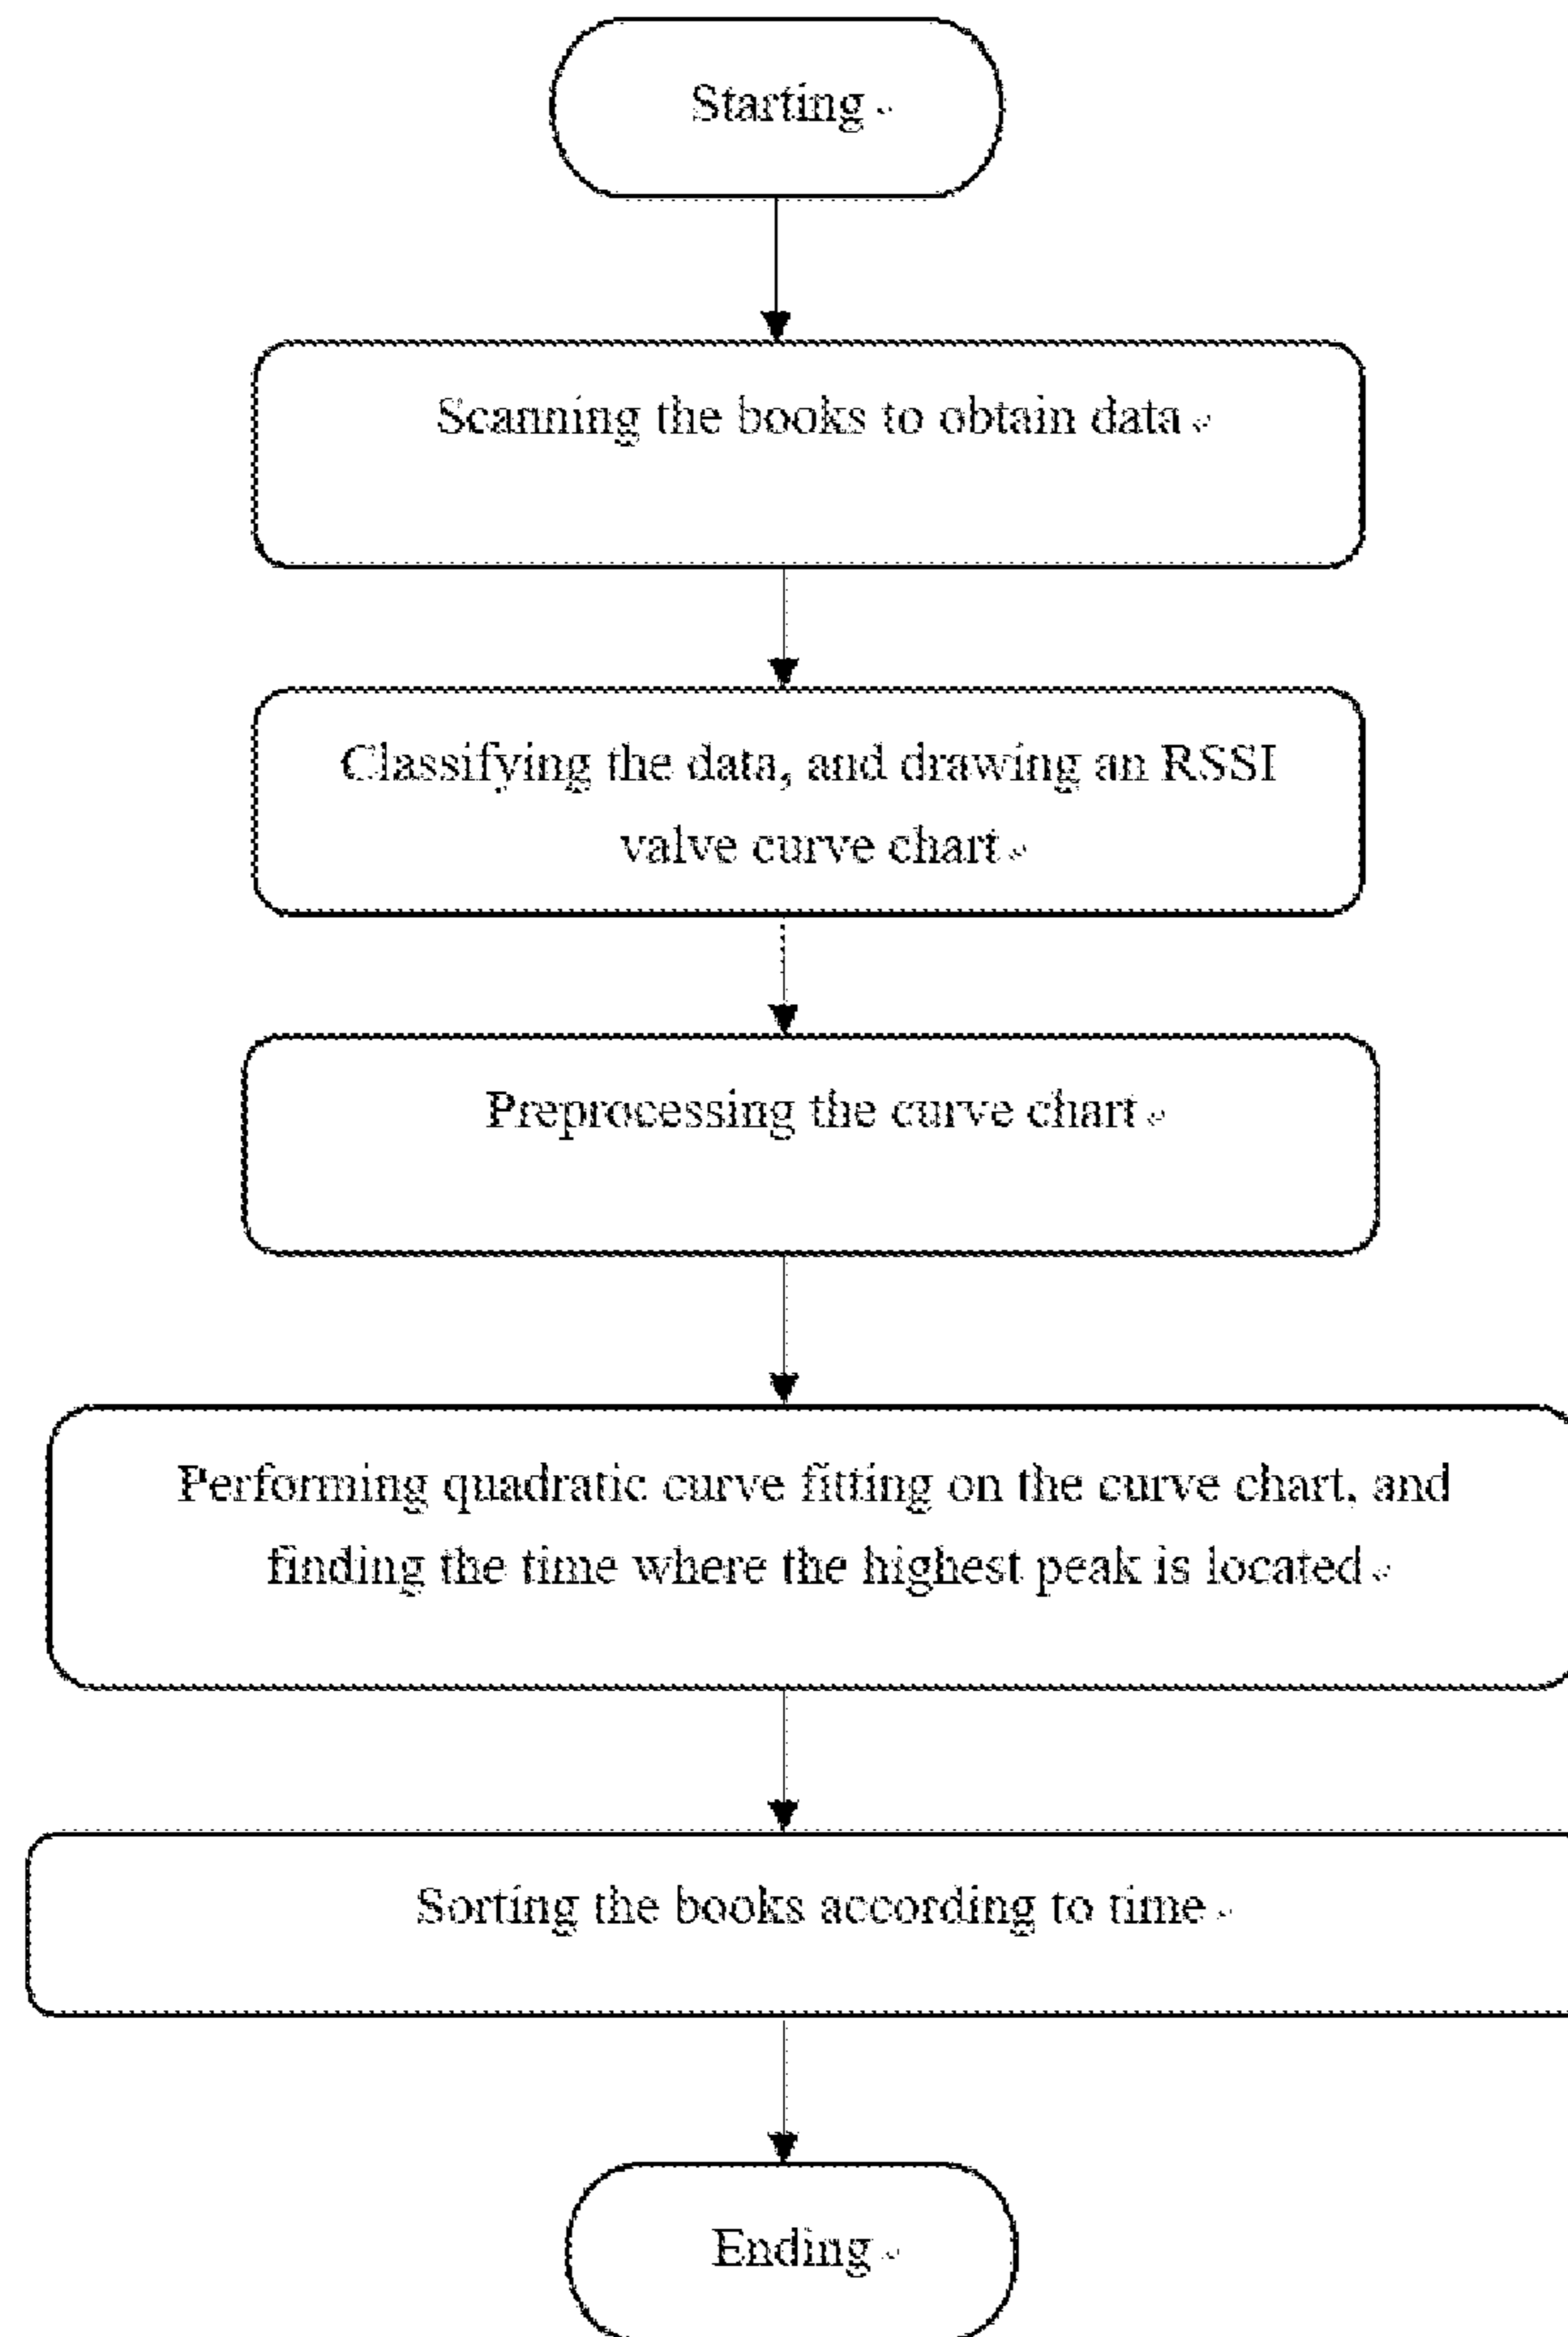 Starting
Scanning the books to obtain data
Classifying the data, and drawing an RSSI
valve curve chart
Preprocessing the curve chart
Performing quadratic curve fitting on the curve chart, and
finding the time where the highest peak is located
Sorting the books according to time
Ending